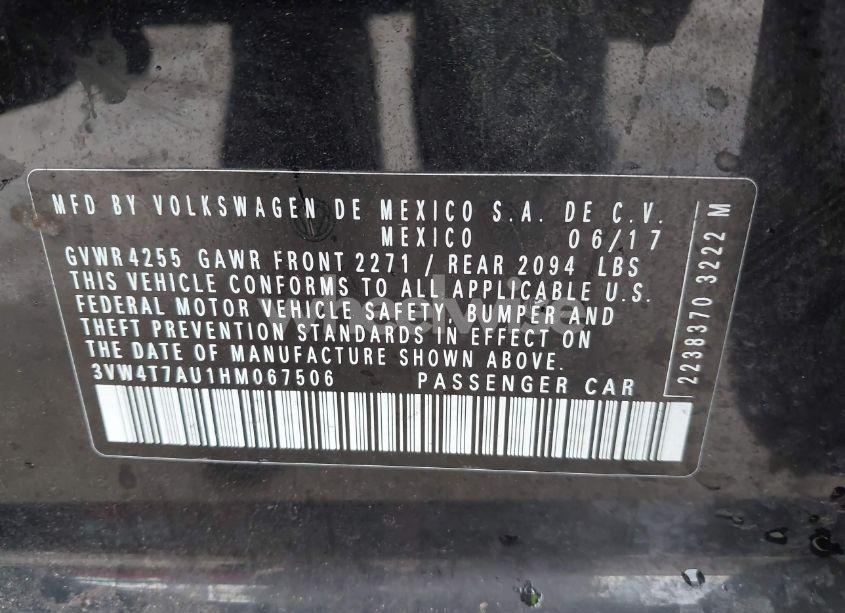 MFD BY VOLKSWAGEN DE MEXICO S.A. DE C.V.
MEXICO 06/17
GVWR 4255 GAWR FRONT 2271 / REAR 2094 LBS
THIS VEHICLE CONFORMS TO ALL APPLICABLE U.S.
FEDERAL MOTOR VEHICLE SAFETY, BUMPER AND
THEFT PREVENTION STANDARDS IN EFFECT ON
THE DATE OF MANUFACTURE SHOWN ABOVE.
3VW4T7AU1HM067506 PASSENGER CAR
2238370 3222 M